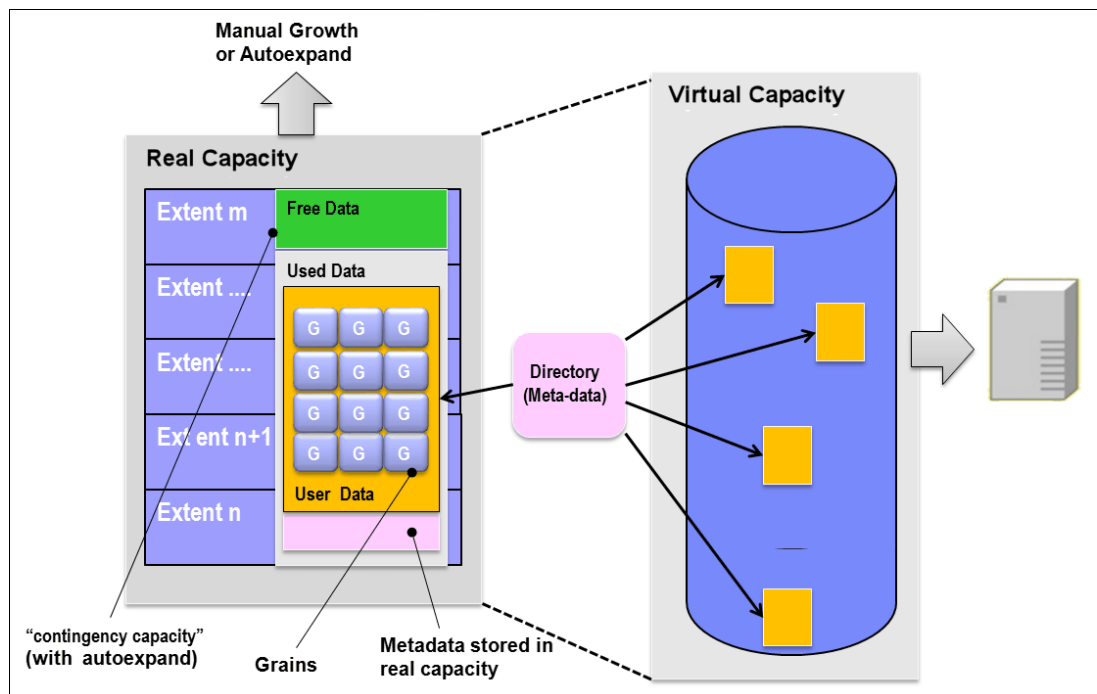 Manual Growth
or Autoexpand
Real Capacity
Virtual Capacity
Extent m
Free Data
Extent ....
Used Data
Extent ....
Ext ent n+1
Extent n
G G G
G G G
G G G
G G G
User Data
Directory
(Meta-data)
“contingency capacity”
(with autoexpand)
Grains
Metadata stored in
real capacity